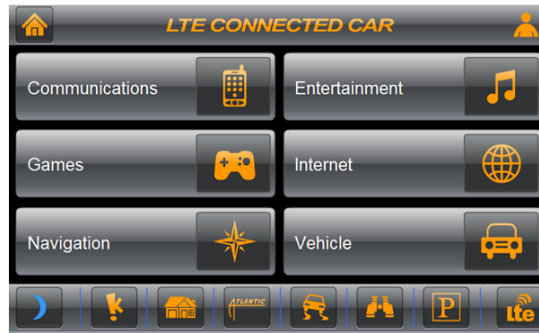 LTE CONNECTED CAR
Communications
Entertainment
Games
Internet
Navigation
Vehicle
ATLANTIC
P
lte